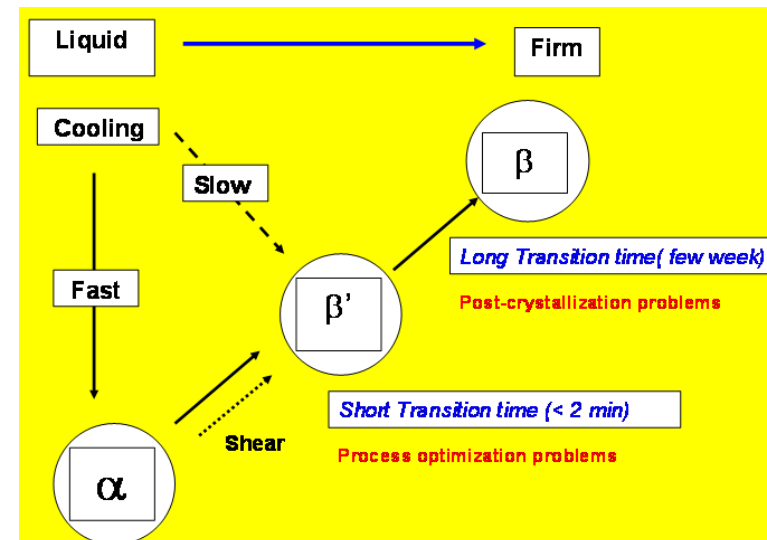 Liquid
Firm
Cooling
Slow
β
Fast
Long Transition time( few week)
Post-crystallization problems
β’
Short Transition time (< 2 min)
Shear
Process optimization problems
α